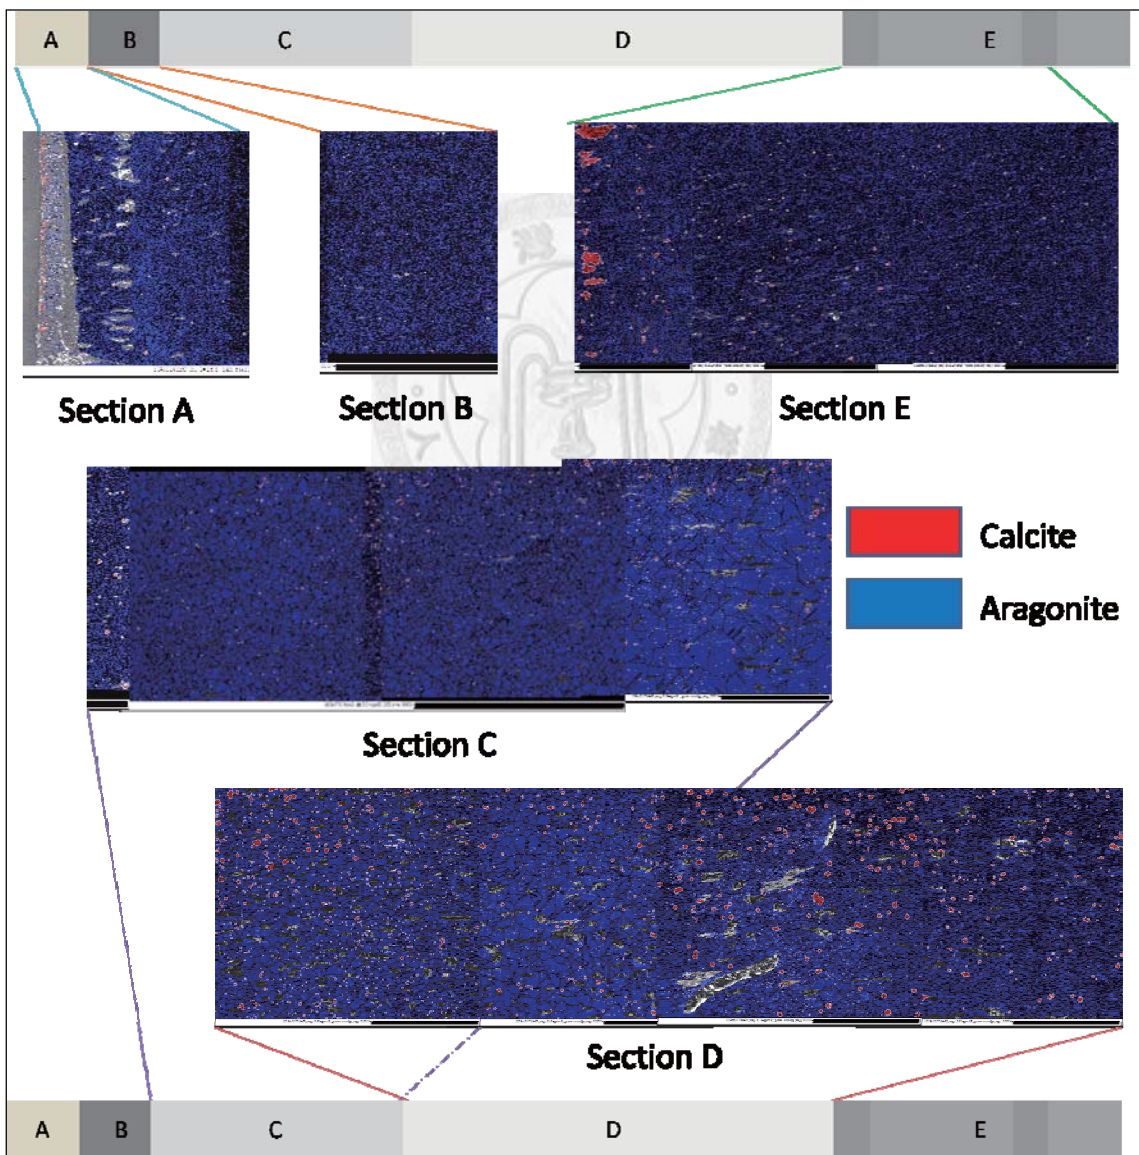 A B C D E
Section A
Section B
Section E
Calcite
Aragonite
Section C
Section D
A B C D E